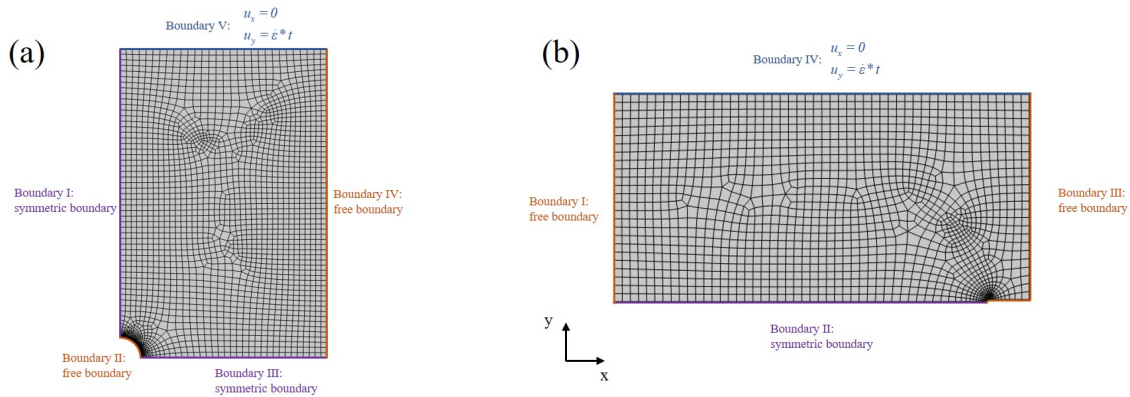 (a)
Boundary V:
u_x = 0
u_y = ε̇* t
Boundary I:
symmetric boundary
Boundary IV:
free boundary
Boundary II:
free boundary
Boundary III:
symmetric boundary
(b)
Boundary IV:
u_x = 0
u_y = ε̇* t
Boundary I:
free boundary
Boundary III:
free boundary
Boundary II:
symmetric boundary
y
x